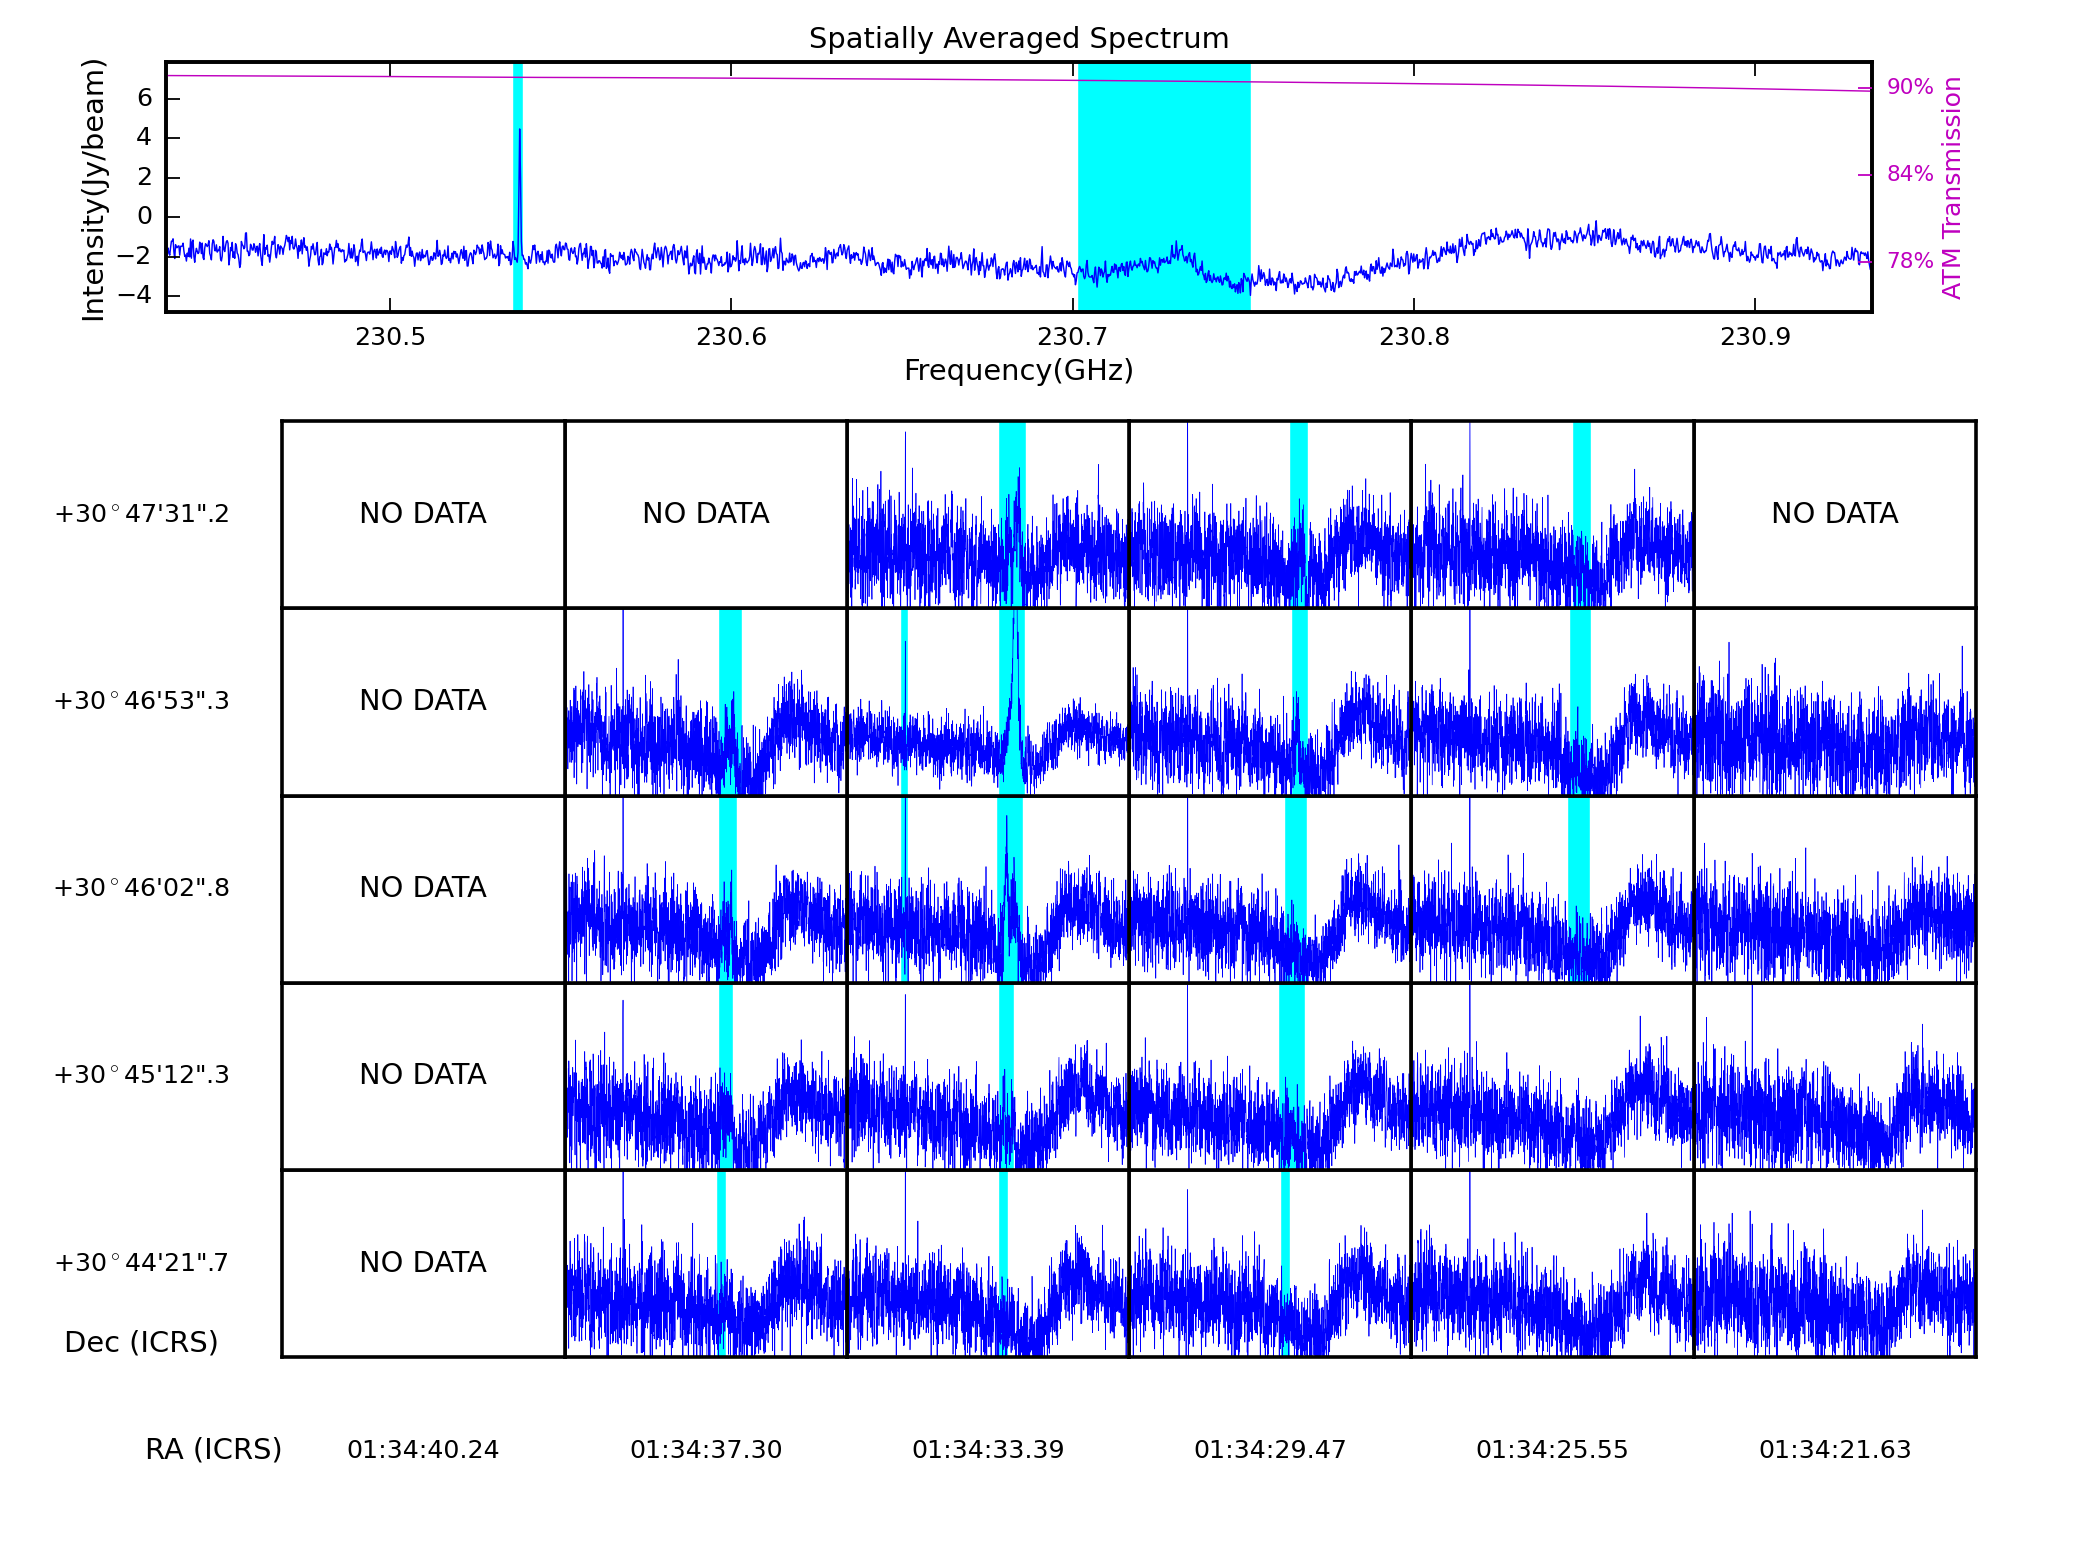 Spatially Averaged Spectrum
Intensity(Jy/beam)
6
4
2
0
−2
−4
90%
84%
78%
ATM Transmission
230.5 230.6 230.7 230.8 230.9
Frequency(GHz)
+30°47'31".2 NO DATA NO DATA NO DATA
+30°46'53".3 NO DATA
+30°46'02".8 NO DATA
+30°45'12".3 NO DATA
+30°44'21".7 NO DATA
Dec (ICRS)
RA (ICRS) 01:34:40.24 01:34:37.30 01:34:33.39 01:34:29.47 01:34:25.55 01:34:21.63